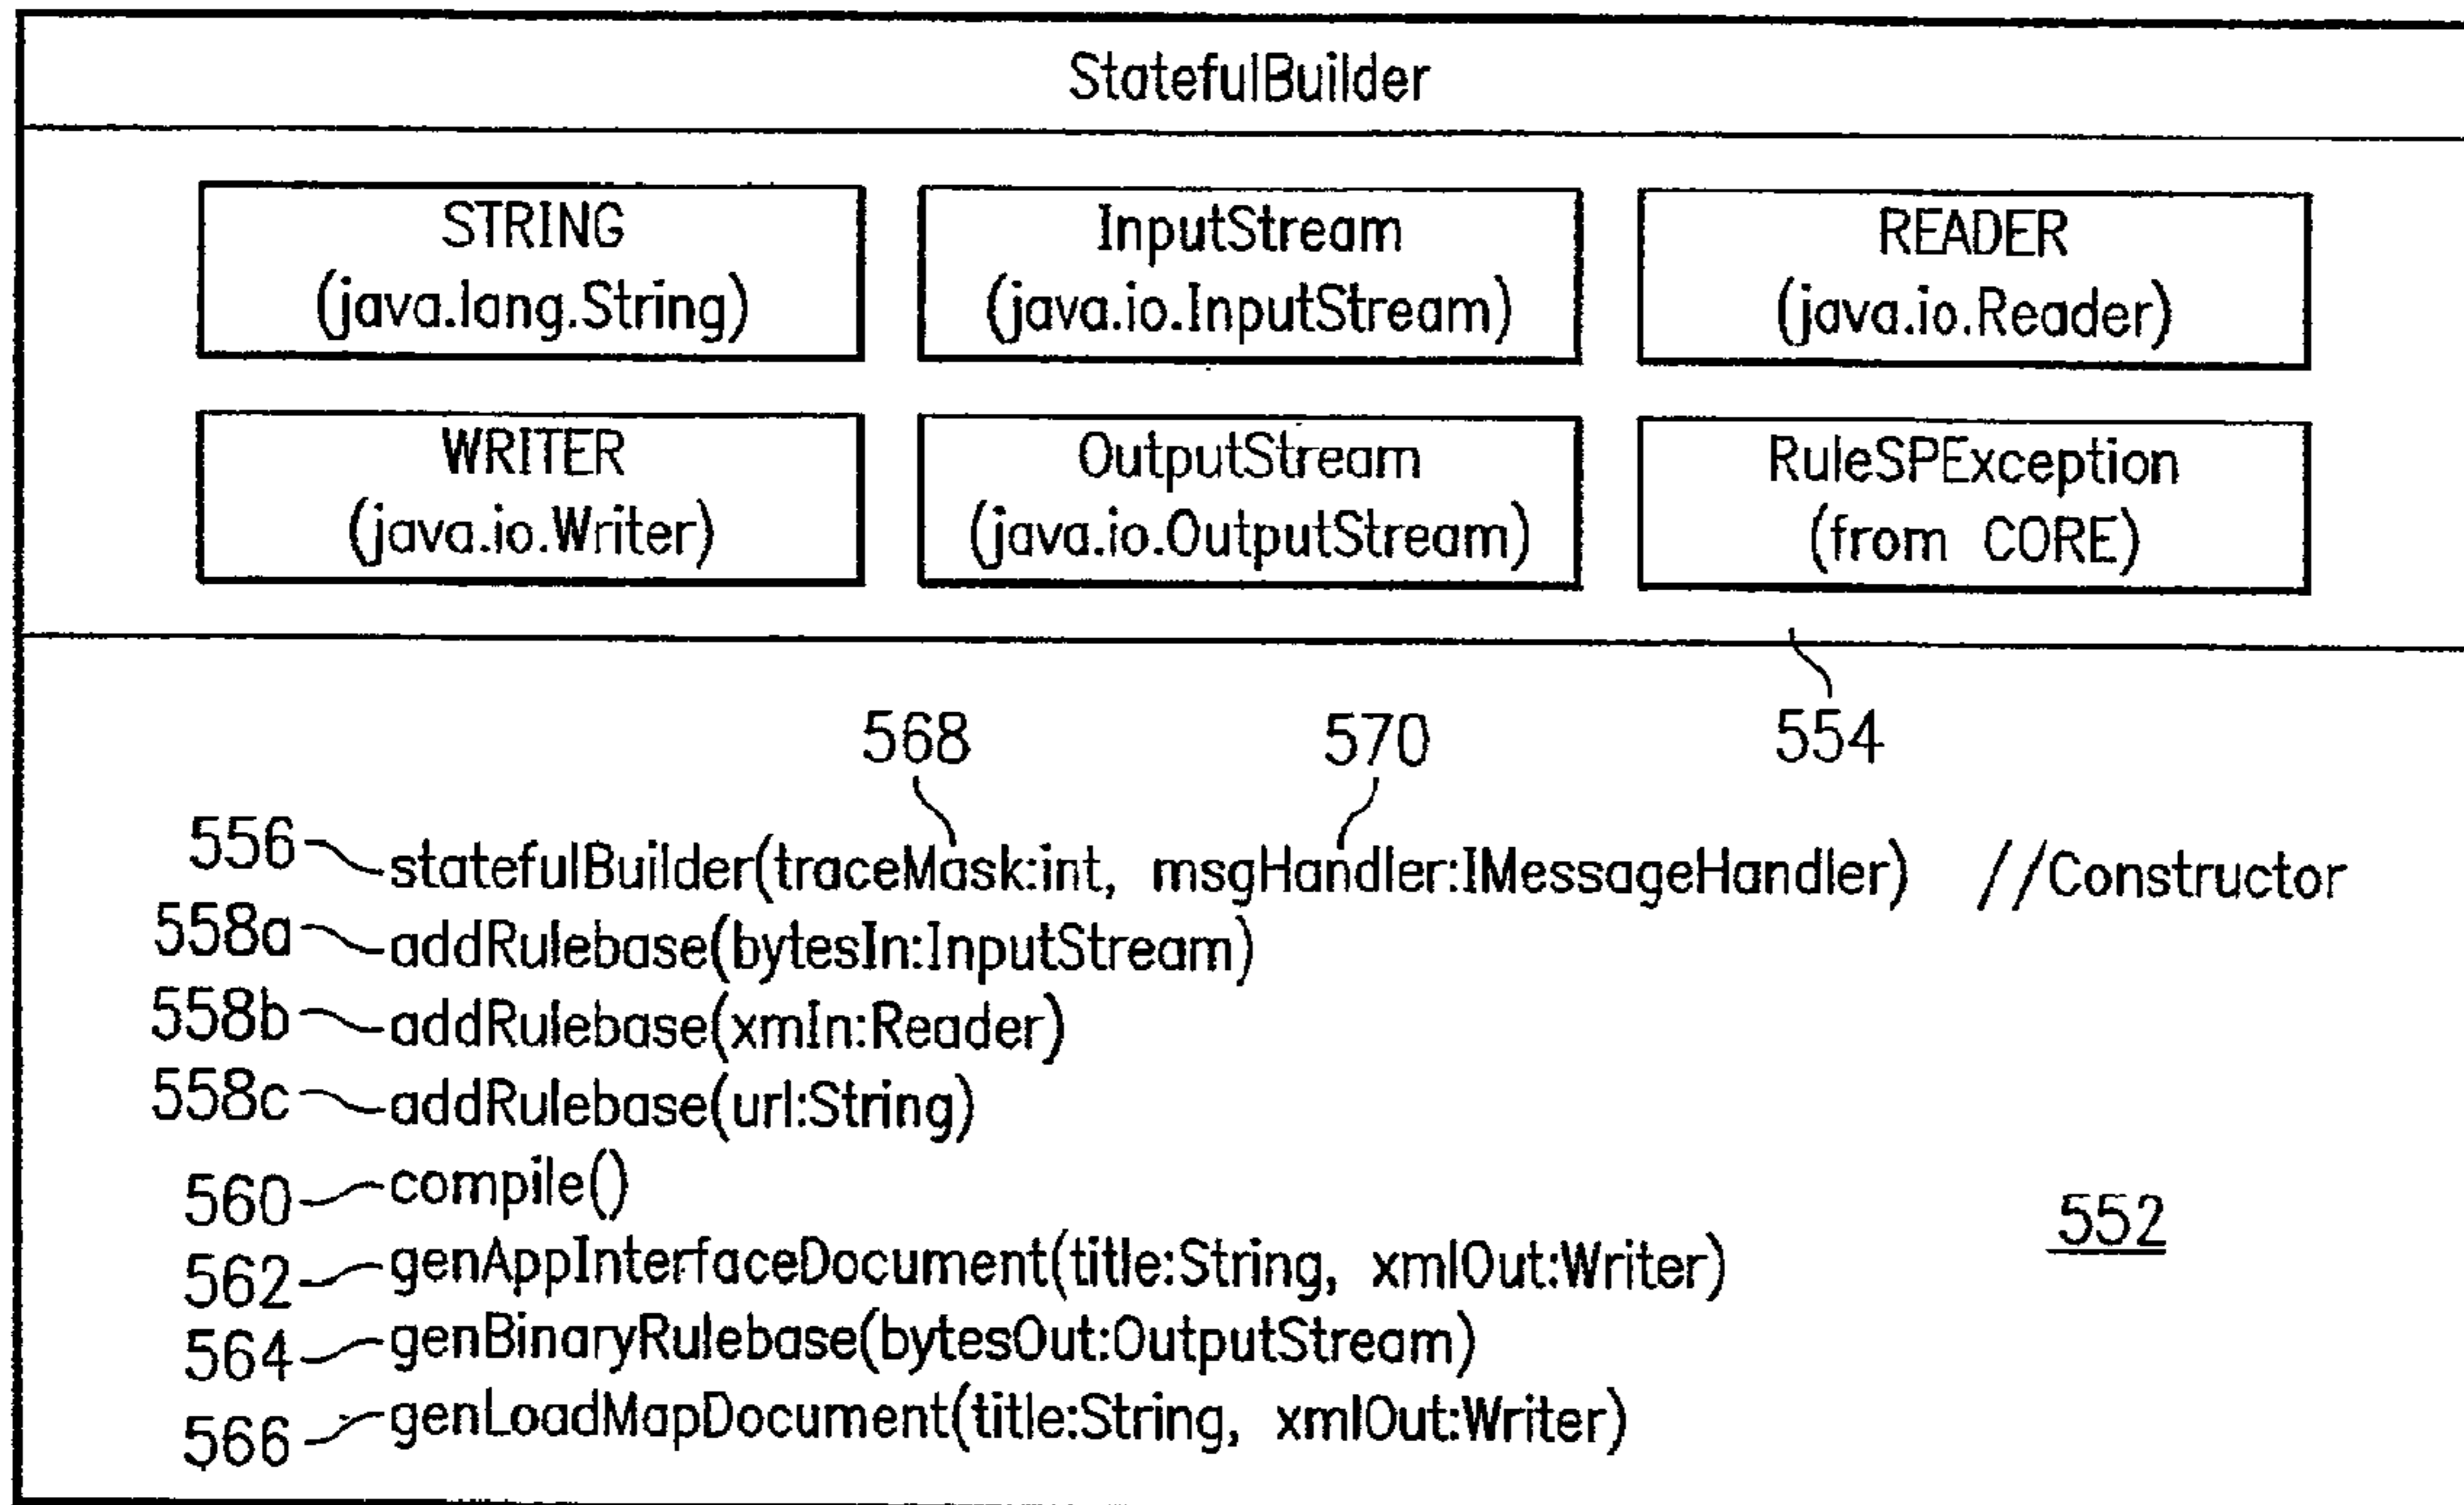 StatefulBuilder
STRING
(java.lang.String)
InputStream
(java.io.InputStream)
READER
(java.io.Reader)
WRITER
(java.io.Writer)
OutputStream
(java.io.OutputStream)
RuleSPException
(from CORE)
568 570 554
556 statefulBuilder(traceMask:int, msgHandler:IMessageHandler) //Constructor
558a addRulebase(bytesIn:InputStream)
558b addRulebase(xmIn:Reader)
558c addRulebase(url:String)
560 compile()
552
562 genAppInterfaceDocument(title:String, xmlOut:Writer)
564 genBinaryRulebase(bytesOut:OutputStream)
566 genLoadMapDocument(title:String, xmlOut:Writer)